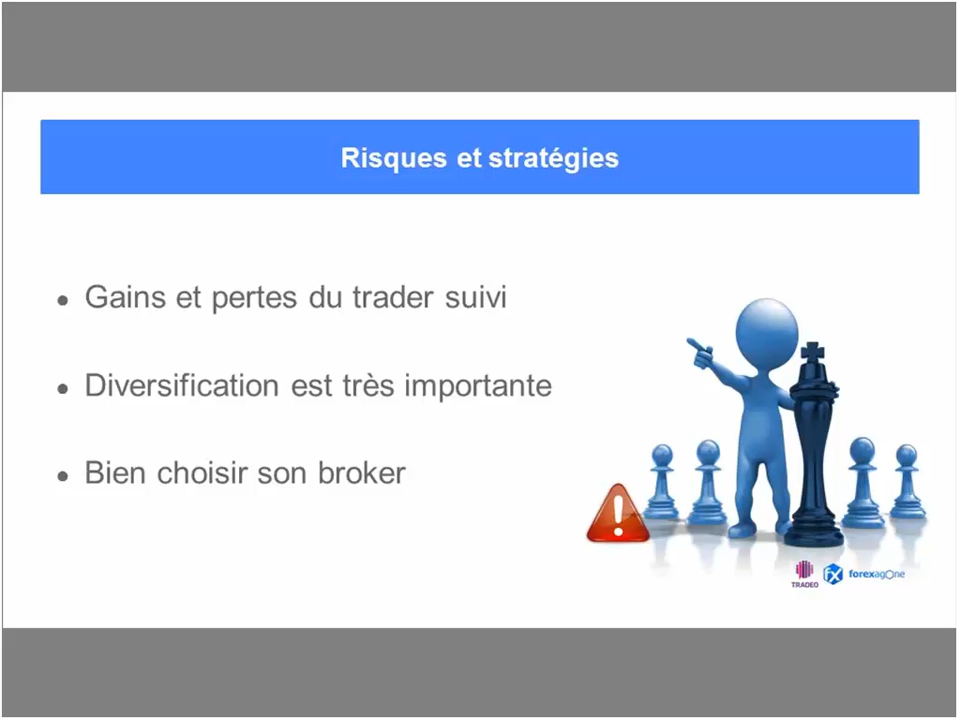 Risques et stratégies
• Gains et pertes du trader suivi
• Diversification est très importante
• Bien choisir son broker
TRADEO fx forexagone